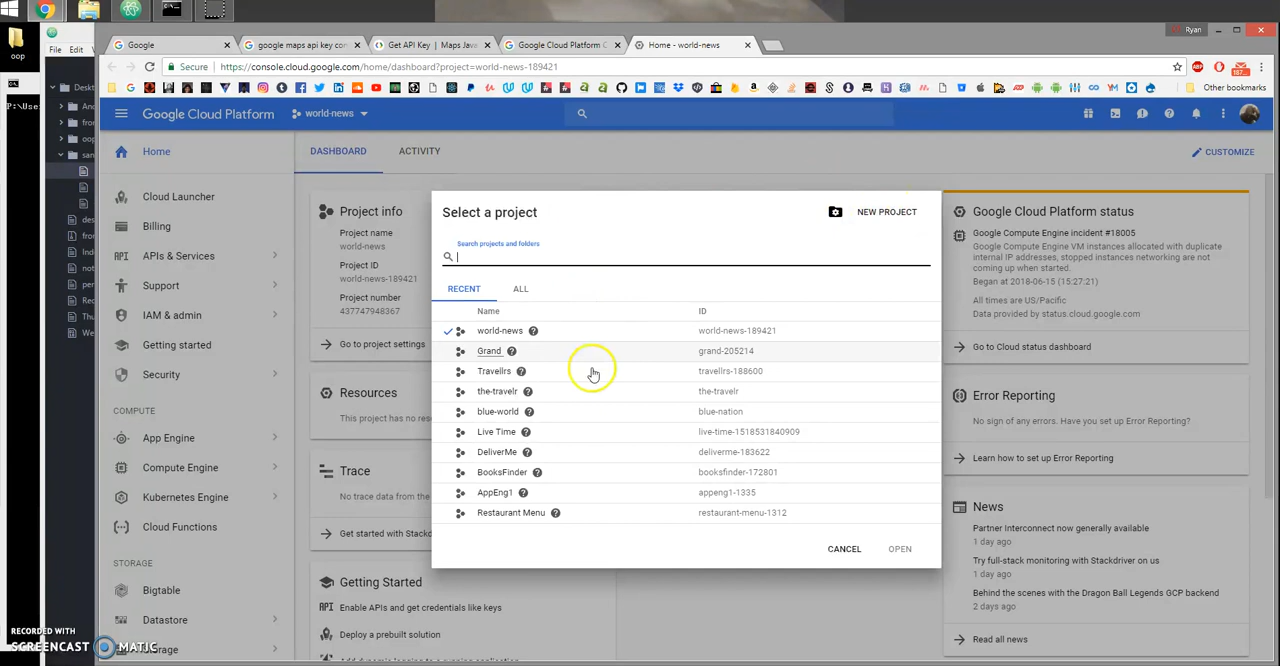 Ryan
oop
File Edit
Google
google maps api key con
Get API Key | Maps Java
Google Cloud Platform C
Home - world-news
Secure
https://console.cloud.google.com/home/dashboard?project=world-news-189421
Other bookmarks
Google Cloud Platform
world-news
Home
DASHBOARD
ACTIVITY
CUSTOMIZE
Cloud Launcher
Billing
APIs & Services
Support
IAM & admin
Getting started
Security
COMPUTE
App Engine
Compute Engine
Kubernetes Engine
Cloud Functions
STORAGE
Bigtable
Datastore
Storage
Project info
Project name
world-news
Project ID
world-news-189421
Project number
437747948367
Go to project settings
Resources
This project has no res
Trace
No trace data from the
Get started with Stackd
Getting Started
Enable APIs and get credentials like keys
Deploy a prebuilt solution
Select a project
NEW PROJECT
Search projects and folders
RECENT
ALL
Name ID
world-news world-news-189421
Grand grand-205214
Travellrs travellrs-188600
the-travelr the-travelr
blue-world blue-nation
Live Time live-time-1518531840909
DeliverMe deliverme-183622
BooksFinder booksfinder-172801
AppEng1 appeng1-1335
Restaurant Menu restaurant-menu-1312
CANCEL OPEN
Google Cloud Platform status
Google Compute Engine incident #18005
Google Compute Engine VM instances allocated with duplicate
internal IP addresses, stopped instances networking are
not coming up when started.
Began at 2018-06-15 (15:27:21)
All times are US/Pacific
Data provided by status.cloud.google.com
Go to Cloud status dashboard
Error Reporting
No sign of any errors. Have you set up Error Reporting?
Learn how to set up Error Reporting
News
Partner Interconnect now generally available
1 day ago
Try full-stack monitoring with Stackdriver on us
1 day ago
Behind the scenes with the Dragon Ball Legends GCP backend
2 days ago
Read all news
RECORDED WITH
SCREENCAST MATIC